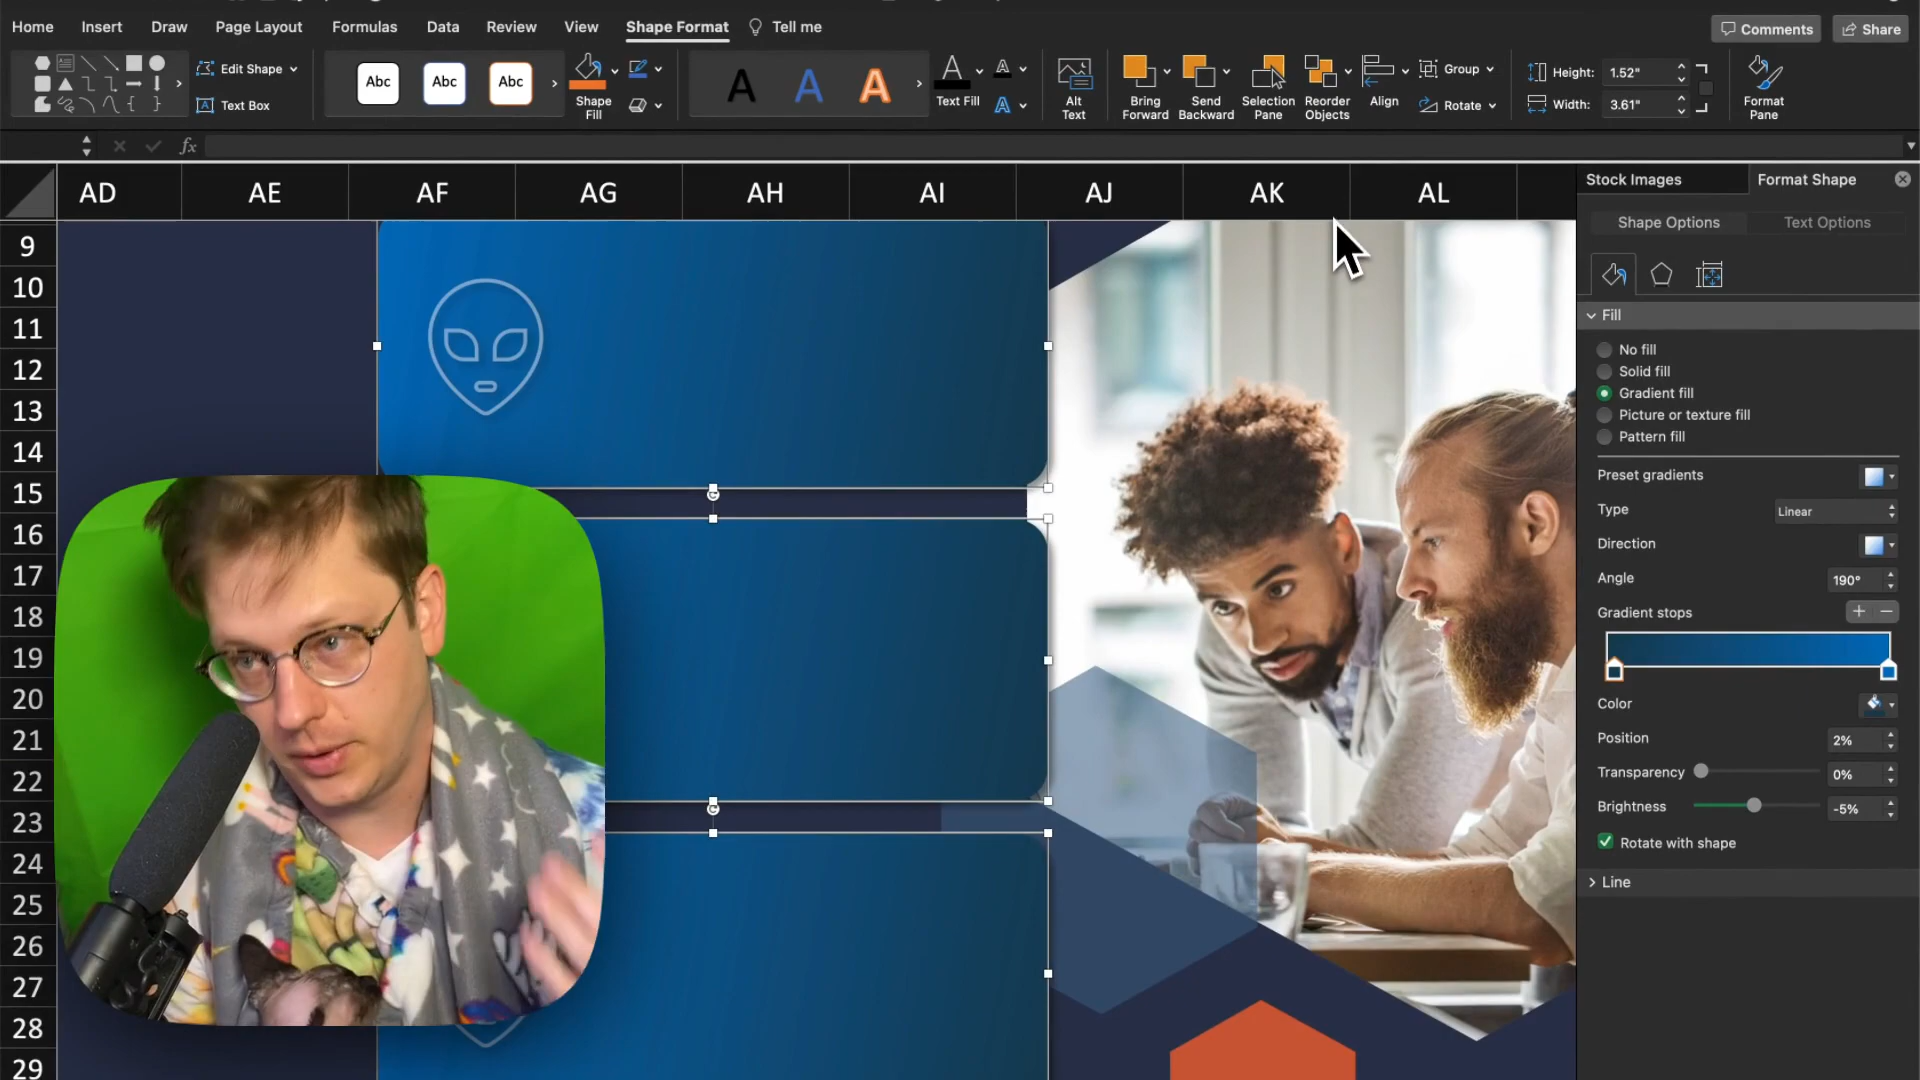 Home Insert Draw Page Layout Formulas Data Review View Shape Format Tell me Comments Share
Edit Shape
Text Box
Abc Abc Abc
Shape Fill
A A A
A
Text Fill
A
A
Alt Text
Bring Forward
Send Backward
Selection Pane
Reorder Objects
Align
Group
Rotate
Height: 1.52"
Width: 3.61"
Format Pane
fx
AD AE AF AG AH AI AJ AK AL
9
10
11
12
13
14
15
16
17
18
19
20
21
22
23
24
25
26
27
28
29
Stock Images Format Shape
Shape Options Text Options
Fill
No fill
Solid fill
Gradient fill
Picture or texture fill
Pattern fill
Preset gradients
Type Linear
Direction
Angle 190°
Gradient stops
Color
Position 2%
Transparency 0%
Brightness -5%
Rotate with shape
Line